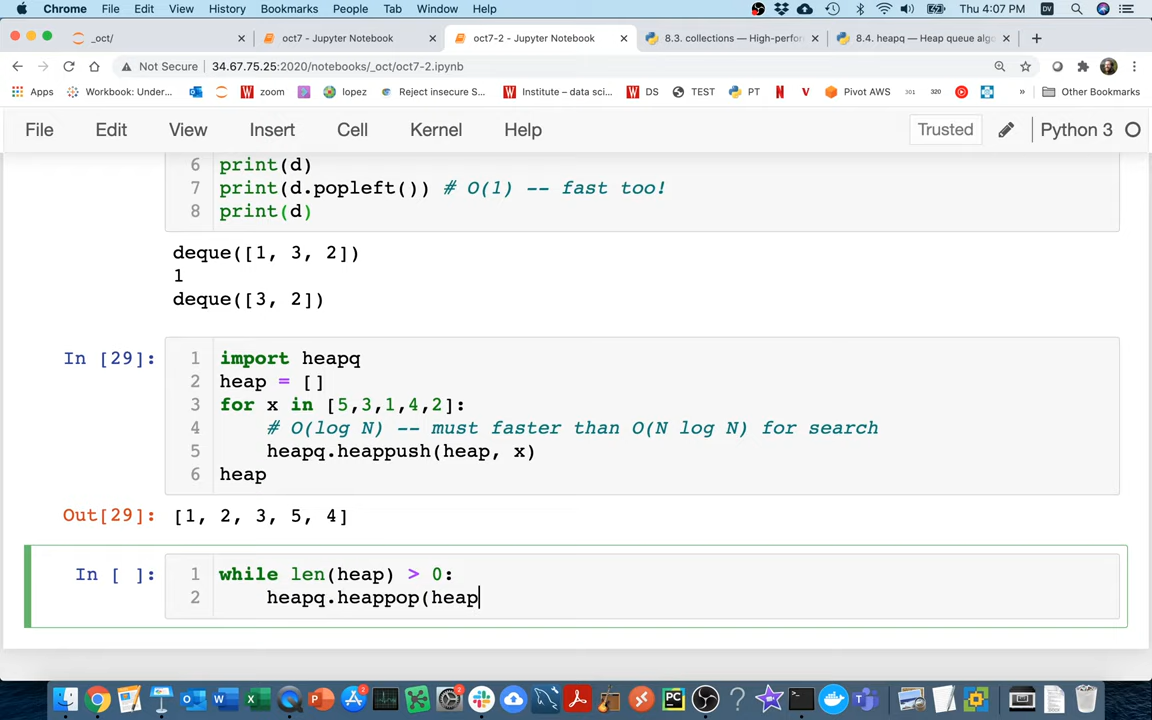 Chrome File Edit View History Bookmarks People Tab Window Help Thu 4:07 PM DV
_oct/ oct7 - Jupyter Notebook oct7-2 - Jupyter Notebook 8.3. collections — High-perfor 8.4. heapq — Heap queue algo
Not Secure 34.67.75.25:2020/notebooks/_oct/oct7-2.ipynb
Apps Workbook: Under... zoom lopez Reject insecure S... Institute – data sci... DS TEST PT Pivot AWS 301 320 » Other Bookmarks
File Edit View Insert Cell Kernel Help Trusted Python 3
6 print(d)
7 print(d.popleft()) # O(1) -- fast too!
8 print(d)
deque([1, 3, 2])
1
deque([3, 2])
In [29]: 1 import heapq
2 heap = []
3 for x in [5,3,1,4,2]:
4 # O(log N) -- must faster than O(N log N) for search
5 heapq.heappush(heap, x)
6 heap
Out[29]: [1, 2, 3, 5, 4]
In [ ]: 1 while len(heap) > 0:
2 heapq.heappop(heap